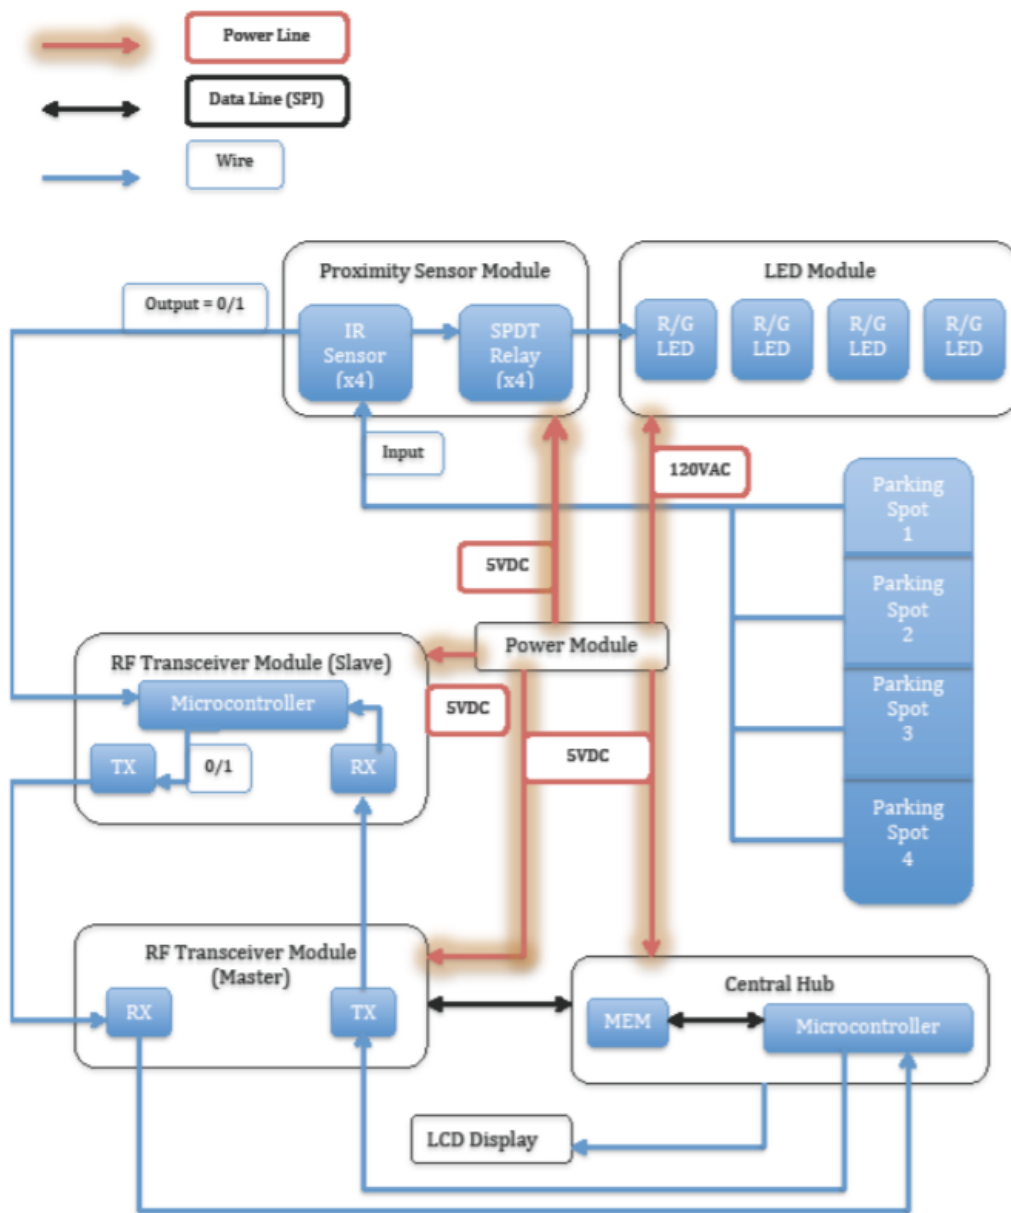 Power Line
Data Line (SPI)
Wire
Proximity Sensor Module
LED Module
Output = 0/1
IR
Sensor
(x4)
SPDT
Relay
(x4)
R/G
LED
R/G
LED
R/G
LED
R/G
LED
Input
120VAC
Parking
Spot
1
5VDC
Parking
Spot
2
Power Module
RF Transceiver Module (Slave)
Microcontroller
5VDC
Parking
Spot
3
TX
0/1
RX
5VDC
Parking
Spot
4
RF Transceiver Module
(Master)
RX
TX
Central Hub
MEM
Microcontroller
LCD Display